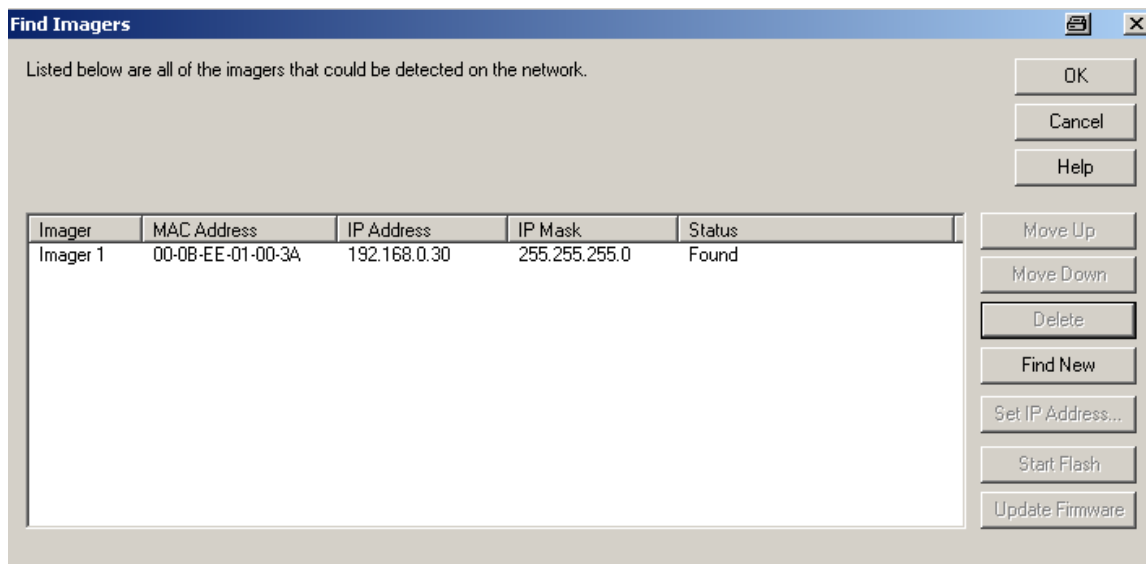 Find Imagers
Listed below are all of the imagers that could be detected on the network.
OK
Cancel
Help
Imager MAC Address IP Address IP Mask Status
Imager 1 00-0B-EE-01-00-3A 192.168.0.30 255.255.255.0 Found
Move Up
Move Down
Delete
Find New
Set IP Address...
Start Flash
Update Firmware